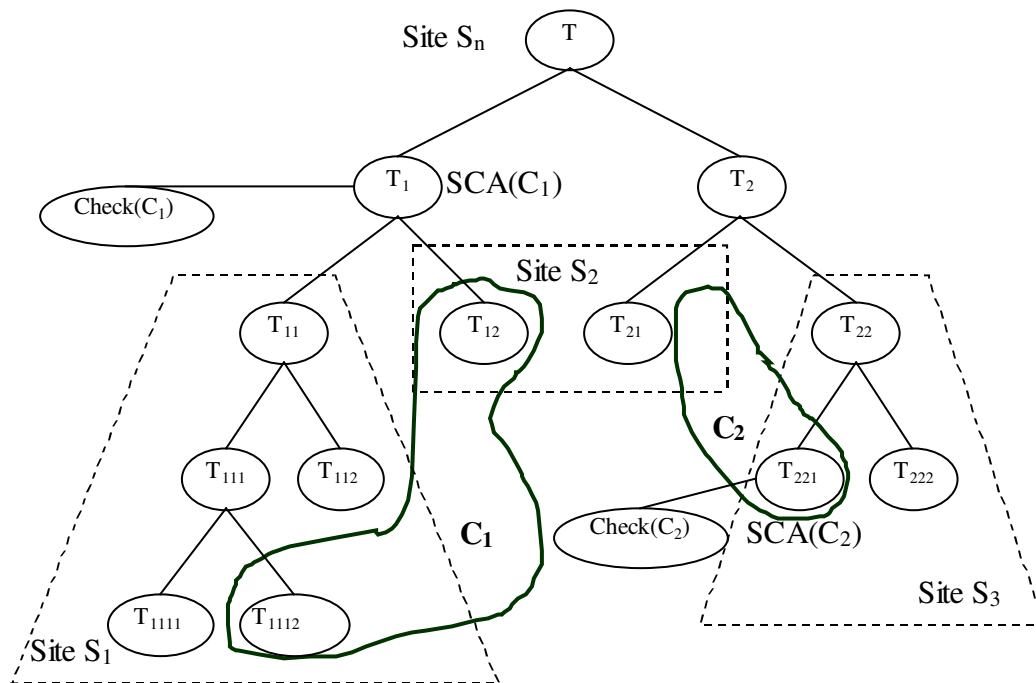 Site Sₙ
T
T₁
SCA(C₁)
T₂
Check(C₁)
Site S₂
T₁₁
T₁₂
T₂₁
T₂₂
C₂
T₁₁₁
T₁₁₂
T₂₂₁
T₂₂₂
C₁
Check(C₂)
SCA(C₂)
Site S₃
T₁₁₁₁
T₁₁₁₂
Site S₁